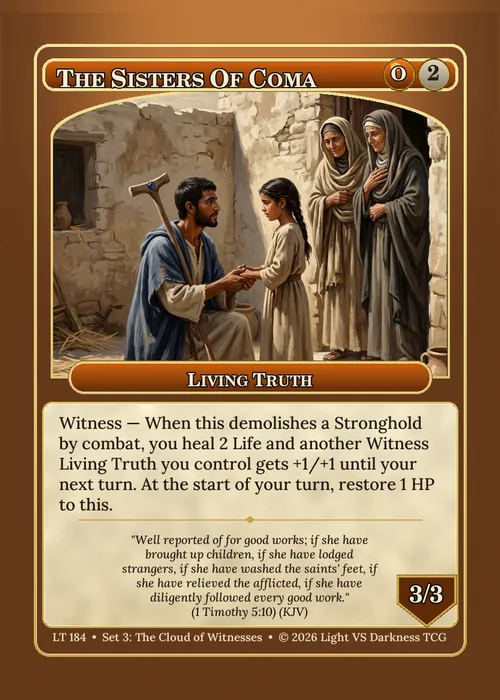 The Sisters Of Coma O 2
Living Truth
Witness — When this demolishes a Stronghold
by combat, you heal 2 Life and another Witness
Living Truth you control gets +1/+1 until your
next turn. At the start of your turn, restore 1 HP
to this.
"Well reported of for good works; if she have
brought up children, if she have lodged
strangers, if she have washed the saints' feet, if
she have relieved the afflicted, if she have
diligently followed every good work."
(1 Timothy 5:10) (KJV)
3/3
LT 184 • Set 3: The Cloud of Witnesses • © 2026 Light VS Darkness TCG